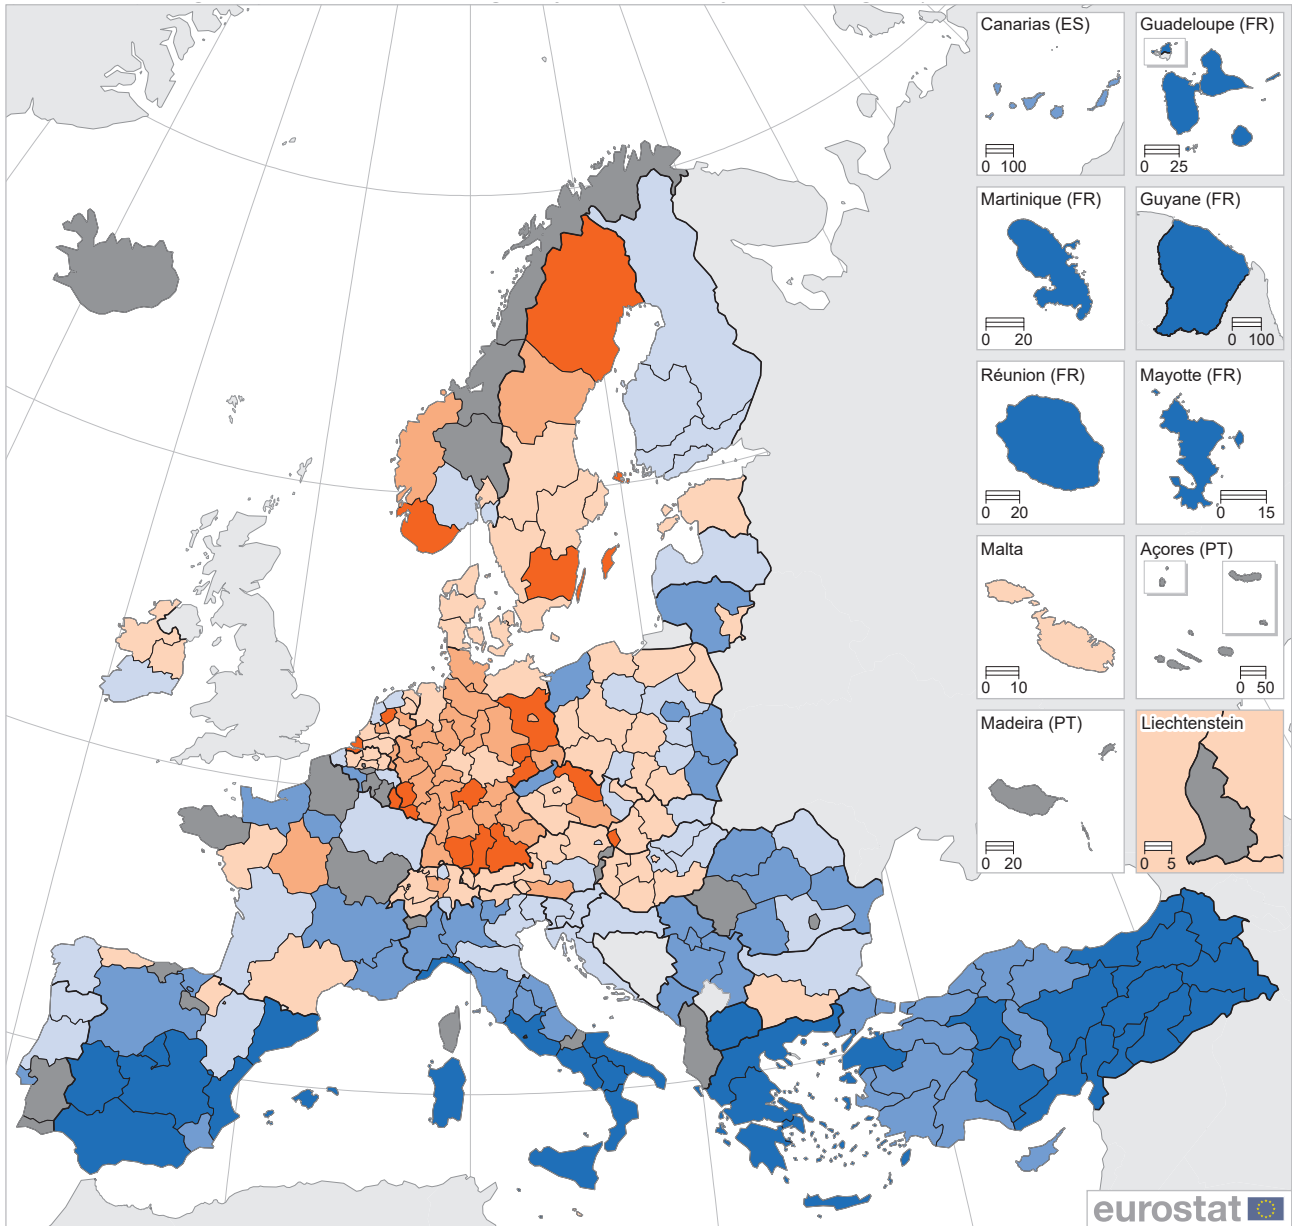 Canarias (ES)
0 100
Guadeloupe (FR)
0 25
Martinique (FR)
0 20
Guyane (FR)
0 100
Réunion (FR)
0 20
Mayotte (FR)
0 15
Malta
0 10
Açores (PT)
0 50
Madeira (PT)
0 20
Liechtenstein
0 5
eurostat